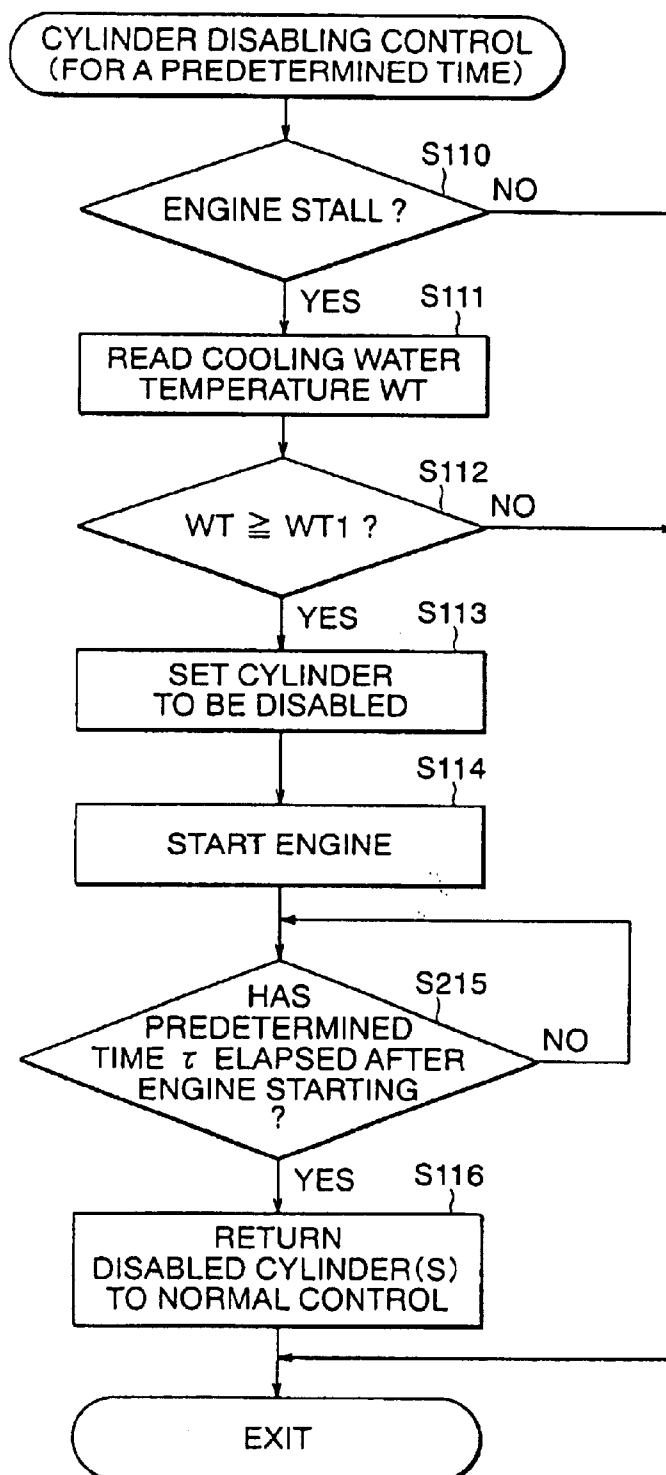 CYLINDER DISABLING CONTROL
(FOR A PREDETERMINED TIME)
S110
ENGINE STALL ?
NO
YES
S111
READ COOLING WATER
TEMPERATURE WT
S112
WT ≧ WT1 ?
NO
YES
S113
SET CYLINDER
TO BE DISABLED
S114
START ENGINE
S215
HAS
PREDETERMINED
TIME τ ELAPSED AFTER
ENGINE STARTING
?
NO
YES
S116
RETURN
DISABLED CYLINDER(S)
TO NORMAL CONTROL
EXIT